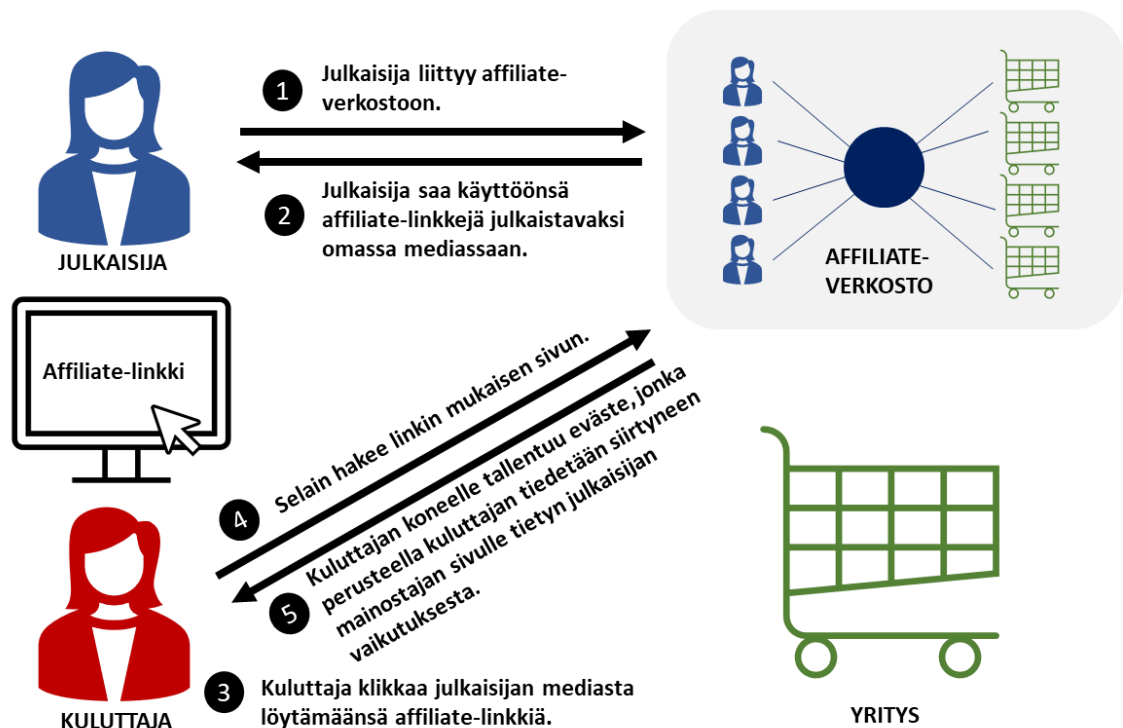 1 Julkaisija liittyy affiliate-
verkostoon.
2 Julkaisija saa käyttöönsä
affiliate-linkkejä julkaistavaksi
omassa mediassaan.
JULKAISIJA
AFFILIATE-
VERKOSTO
Affiliate-linkki
4 Selain hakee linkin mukaisen sivun.
5 Kuluttajan koneelle tallentuu eväste, jonka
perusteella kuluttajan tiedetään siirtyneen
mainostajan sivulle tietyn julkaisijan
vaikutuksesta.
3 Kuluttaja klikkaa julkaisijan mediasta
löytämäänsä affiliate-linkkiä.
KULUTTAJA
YRITYS